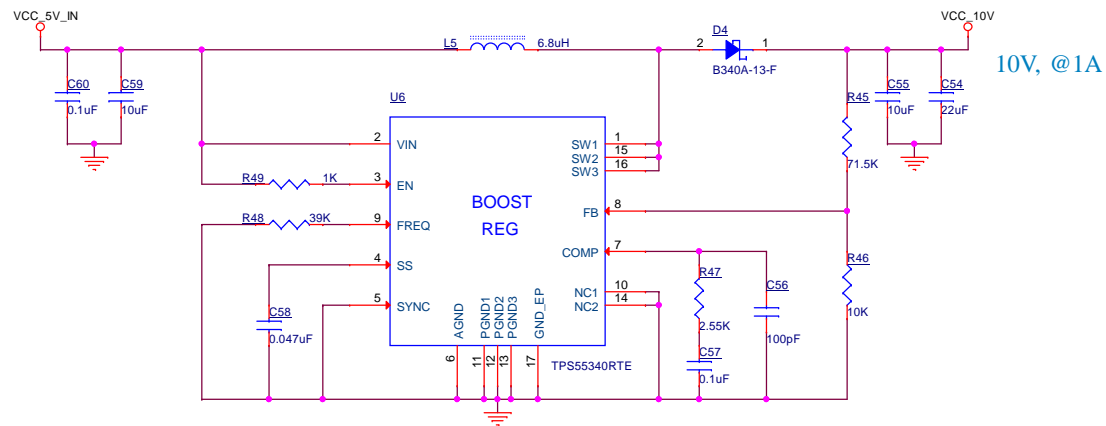 VCC_5V_IN
VCC_10V
L5 6.8uH
D4
2 1
B340A-13-F
10V, @1A
C60
0.1uF
C59
10uF
R45
71.5K
C55
10uF
C54
22uF
U6
2 VIN
SW1 1
SW2 15
SW3 16
R49 1K 3 EN
BOOST
REG
FB 8
R48 39K 9 FREQ
COMP 7
4 SS
R47
2.55K
C56
100pF
R46
10K
5 SYNC
NC1 10
NC2 14
C58
0.047uF
AGND
PGND1
PGND2
PGND3
GND_EP
6
11
12
13
17
TPS55340RTE
C57
0.1uF